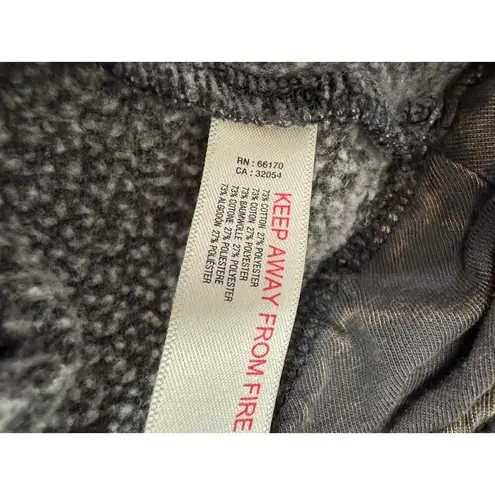 RN : 66170
CA : 32054
73% COTTON 27% POLYESTER
73% COTON 27% POLYESTER
73% BAUMWOLLE 27% POLYESTER
73% COTONE 27% POLIESTERE
73% ALGODON 27% POLIÉSTER
KEEP AWAY FROM FIRE